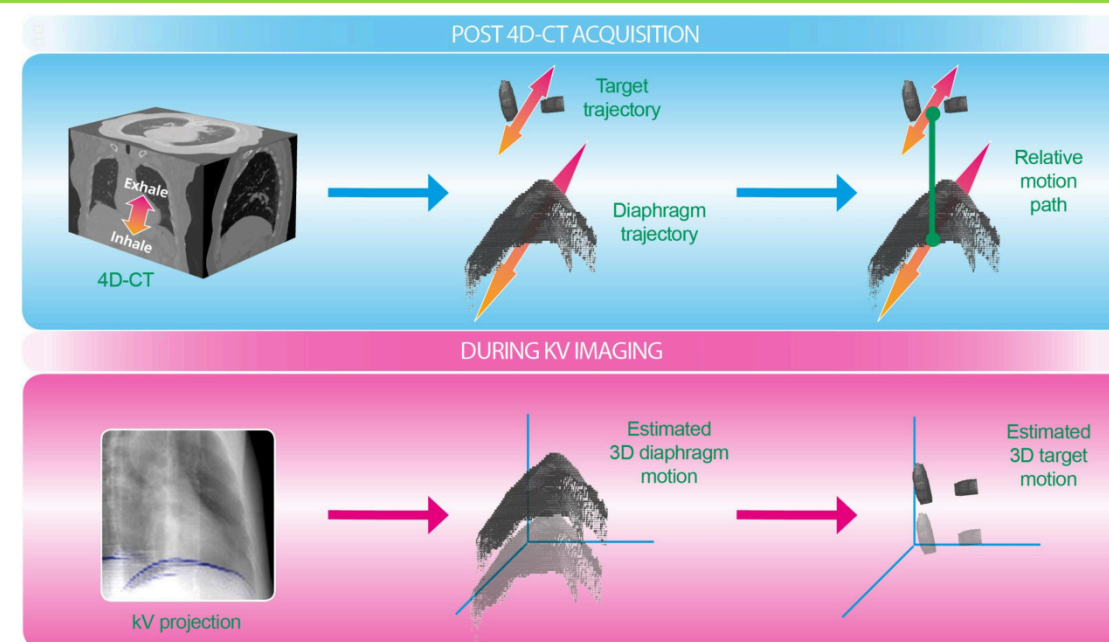 POST 4D-CT ACQUISITION
Exhale
Inhale
4D-CT
Target
trajectory
Diaphragm
trajectory
Relative
motion
path
DURING KV IMAGING
kV projection
Estimated
3D diaphragm
motion
Estimated
3D target
motion